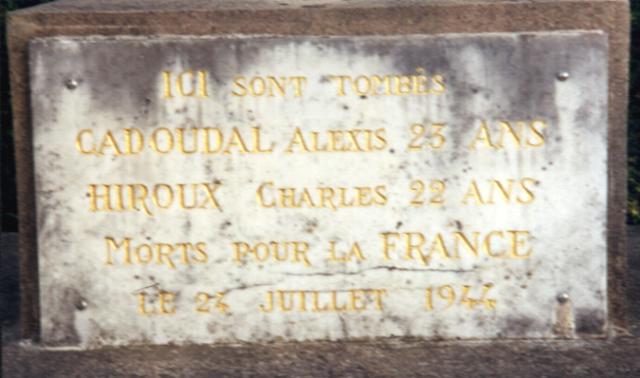 ICI SONT TOMBÉS
CADOUDAL ALEXIS 23 ANS
HIROUX CHARLES 22 ANS
MORTS POUR LA FRANCE
LE 24 JUILLET 1944